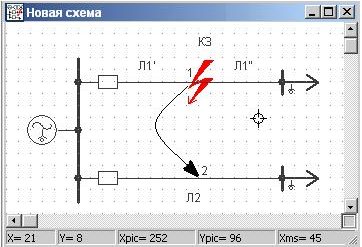 Новая схема
КЗ
Л1' 1 Л1"
2
Л2
X= 21 Y= 8 Xpic= 252 Ypic= 96 Xms= 45